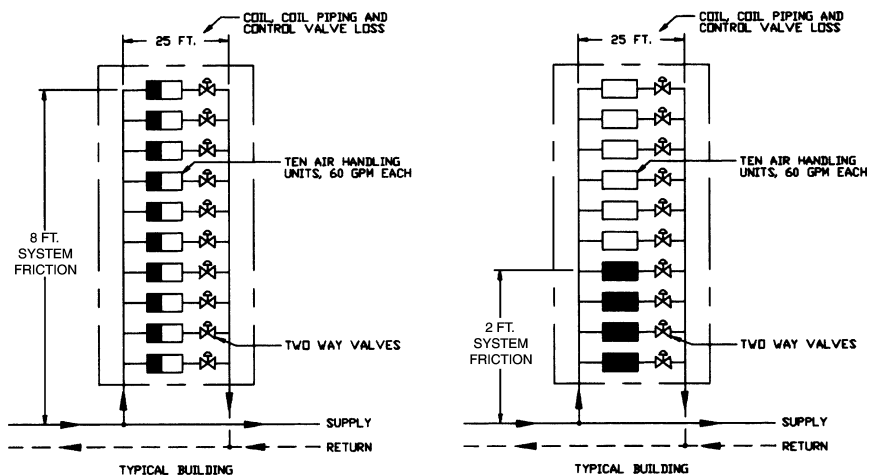 COIL, COIL PIPING AND
CONTROL VALVE LOSS
25 FT.
TEN AIR HANDLING
UNITS, 60 GPM EACH
8 FT.
SYSTEM
FRICTION
TWO WAY VALVES
SUPPLY
RETURN
TYPICAL BUILDING
COIL, COIL PIPING AND
CONTROL VALVE LOSS
25 FT.
TEN AIR HANDLING
UNITS, 60 GPM EACH
2 FT.
SYSTEM
FRICTION
TWO WAY VALVES
SUPPLY
RETURN
TYPICAL BUILDING